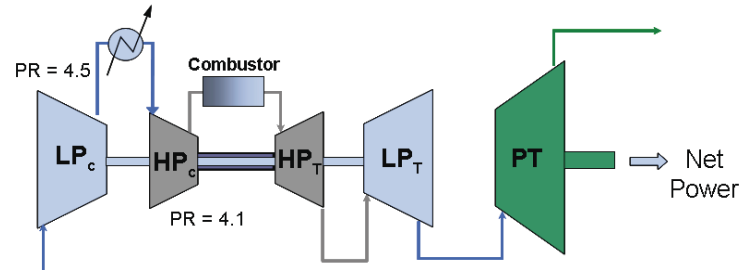 Combustor
PR = 4.5
LPc
HPc
HPT
LPT
PT
Net
Power
PR = 4.1